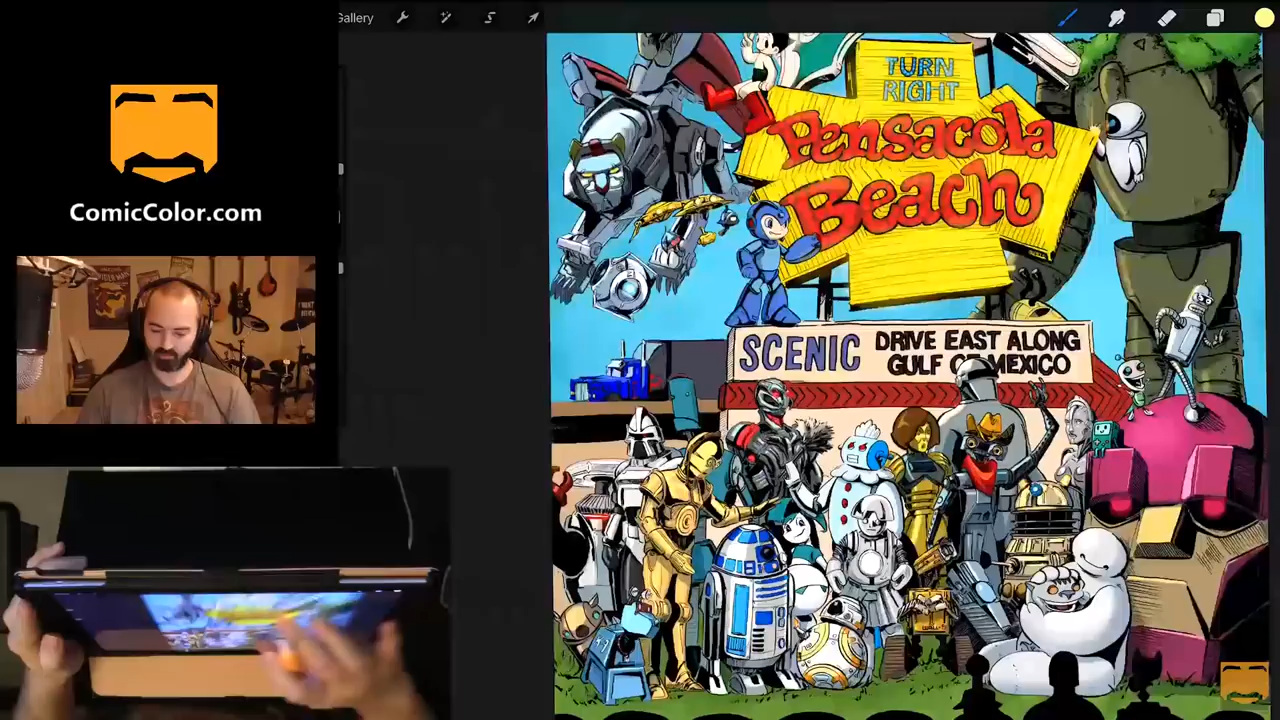 Gallery
ComicColor.com
TURN
RIGHT
Pensacola
Beach
SCENIC
DRIVE EAST ALONG
GULF OF MEXICO